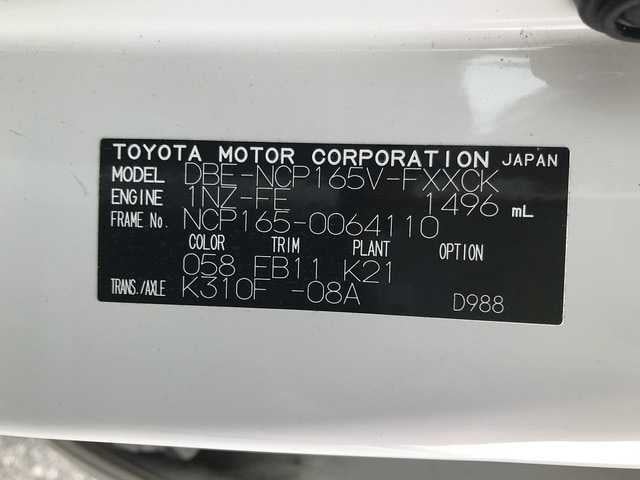 TOYOTA MOTOR CORPORATION JAPAN
MODEL DBE-NCP165V-FXXCK
ENGINE 1NZ-FE 1496 mL
FRAME No. NCP165-0064110
COLOR TRIM PLANT OPTION
058 FB11 K21
TRANS./AXLE K310F -08A
D988